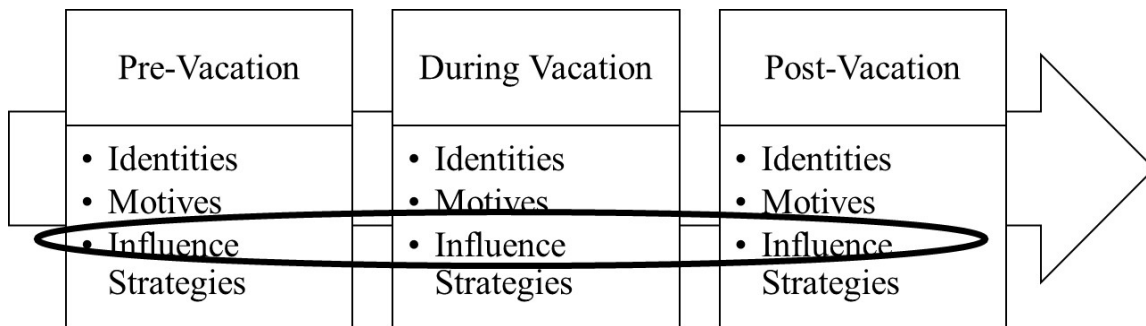 Pre-Vacation
• Identities
• Motives
• Influence
Strategies
During Vacation
• Identities
• Motives
• Influence
Strategies
Post-Vacation
• Identities
• Motives
• Influence
Strategies